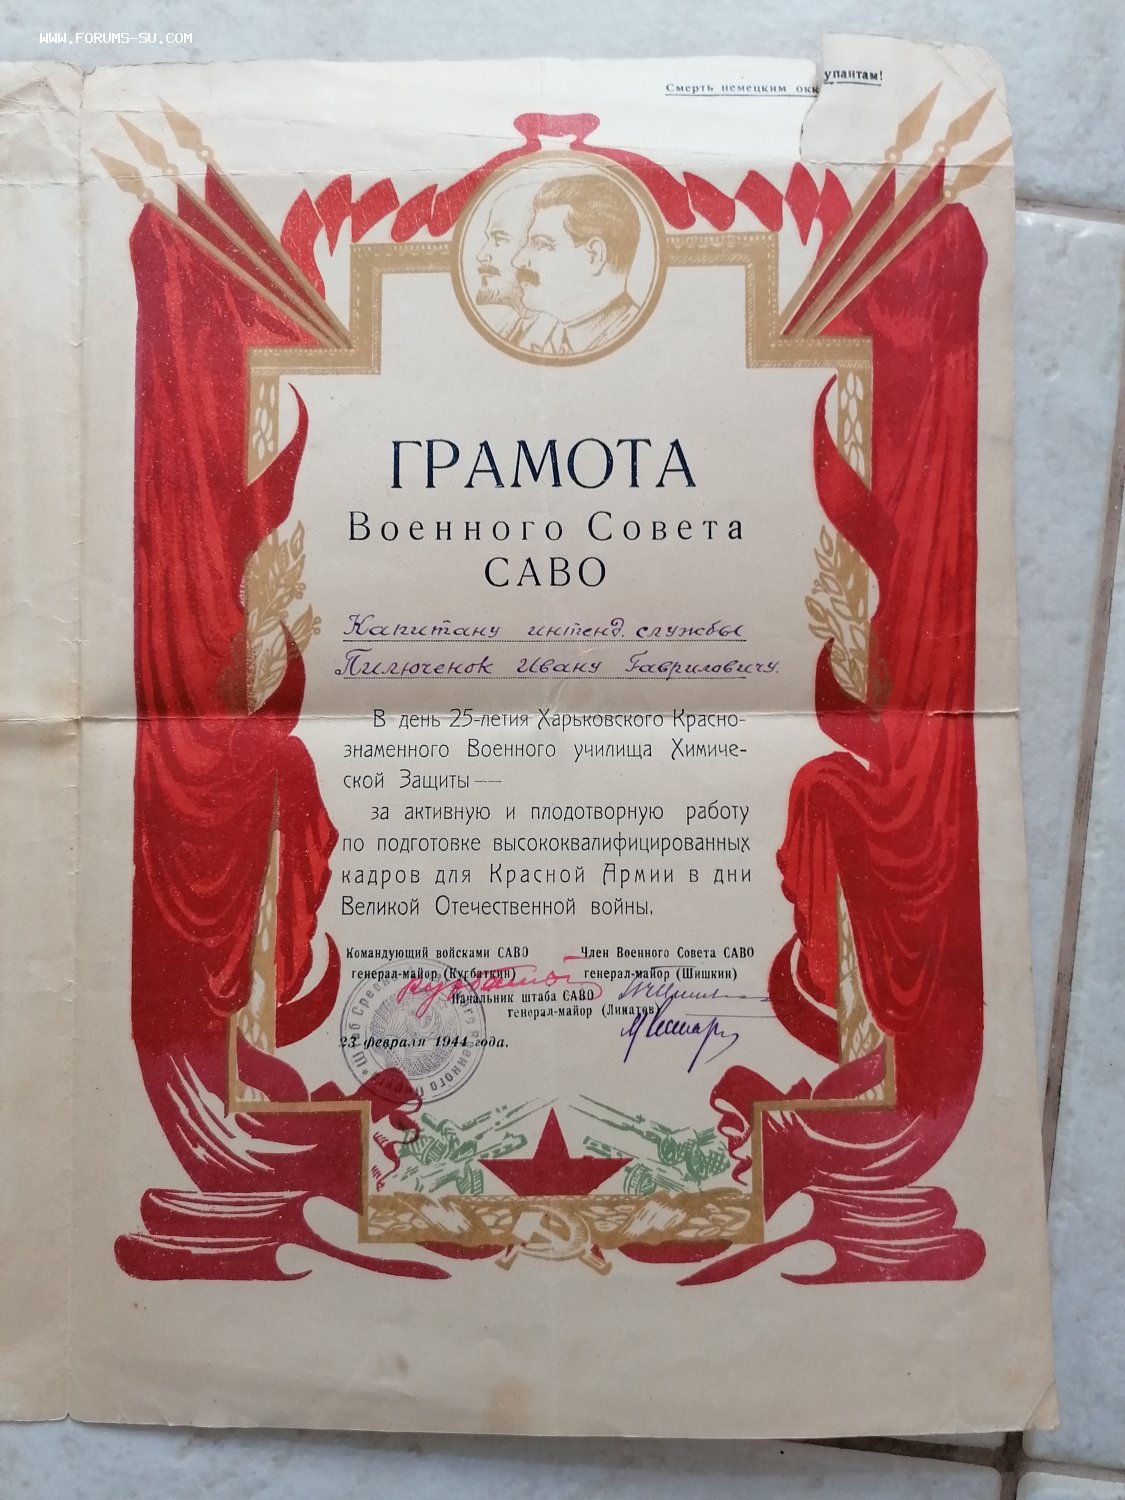 WWW.FORUMS-SU.COM
Смерть немецким оккупантам!
ГРАМОТА
Военного Совета
САВО
Капитану интенд. службы
Пилюченок Ивану Гавриловичу.
В день 25-летия Харьковского Красно-
знаменного Военного училища Химиче-
ской Защиты —
за активную и плодотворную работу
по подготовке высококвалифицированных
кадров для Красной Армии в дни
Великой Отечественной войны.
Командующий войсками САВО
генерал-майор (Курбаткин)
Член Военного Совета САВО
генерал-майор (Шишкин)
Начальник штаба САВО
генерал-майор (Липатов)
23 февраля 1944 года.
Штаб
Военного